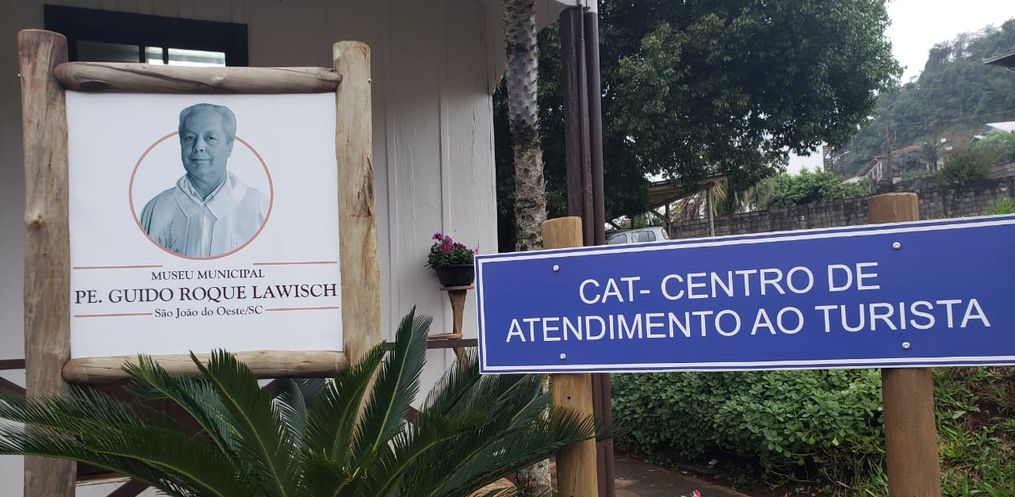 MUSEU MUNICIPAL
PE. GUIDO ROQUE LAWISCH
São João do Oeste/SC
CAT- CENTRO DE
ATENDIMENTO AO TURISTA